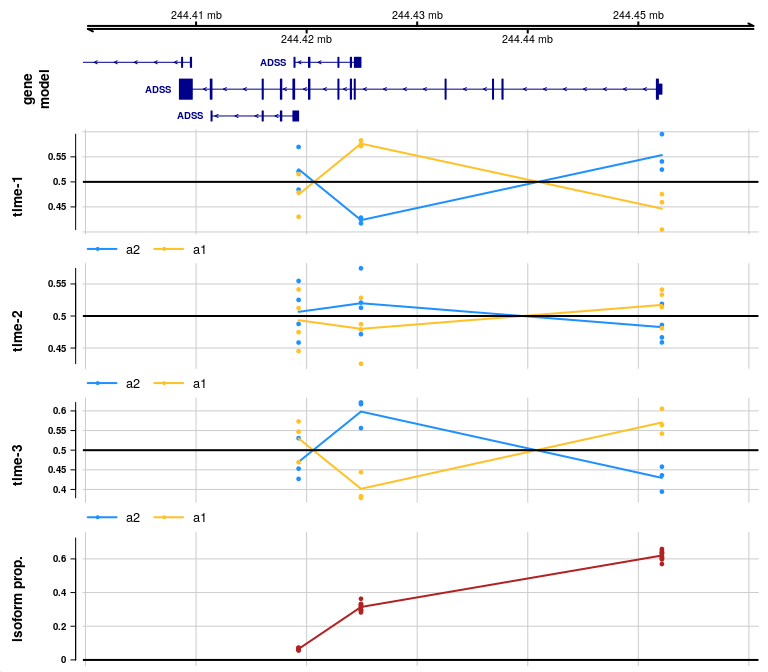 244.41 mb
244.43 mb
244.45 mb
244.42 mb
244.44 mb
gene
model
ADSS
ADSS
ADSS
tIme-1
0.55
0.5
0.45
a2
a1
tIme-2
0.55
0.5
0.45
a2
a1
tIme-3
0.6
0.55
0.5
0.45
0.4
a2
a1
Isoform prop.
0.6
0.4
0.2
0